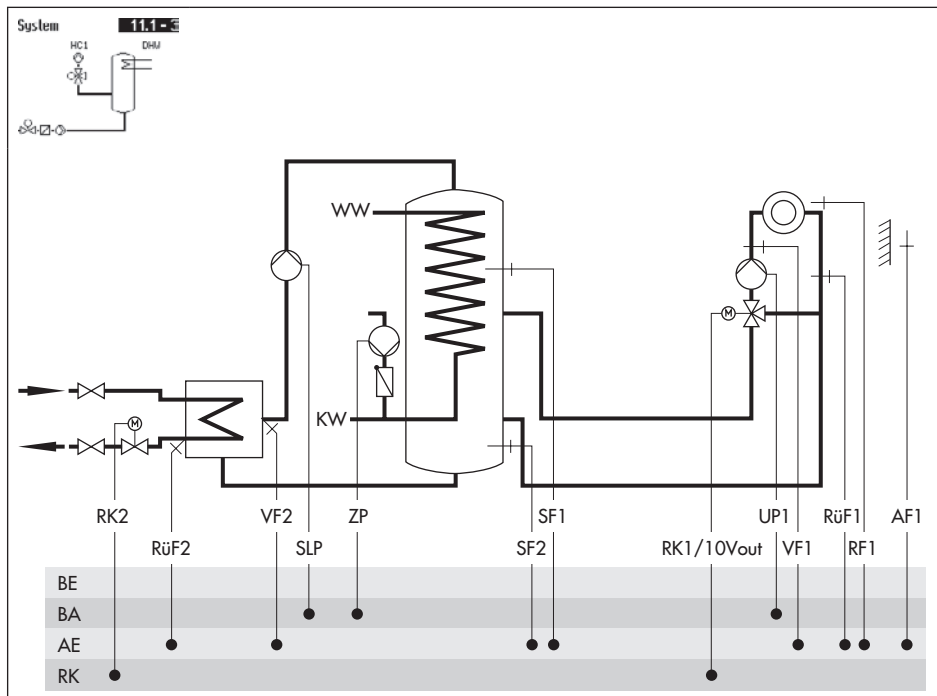 System 11.1 - 3
HC1 DHW
WW
M
KW
M
RK2 VF2 ZP SF1 UP1 RüF1 AF1
RüF2 SLP SF2 RK1/10Vout VF1 RF1
BE
BA
AE
RK